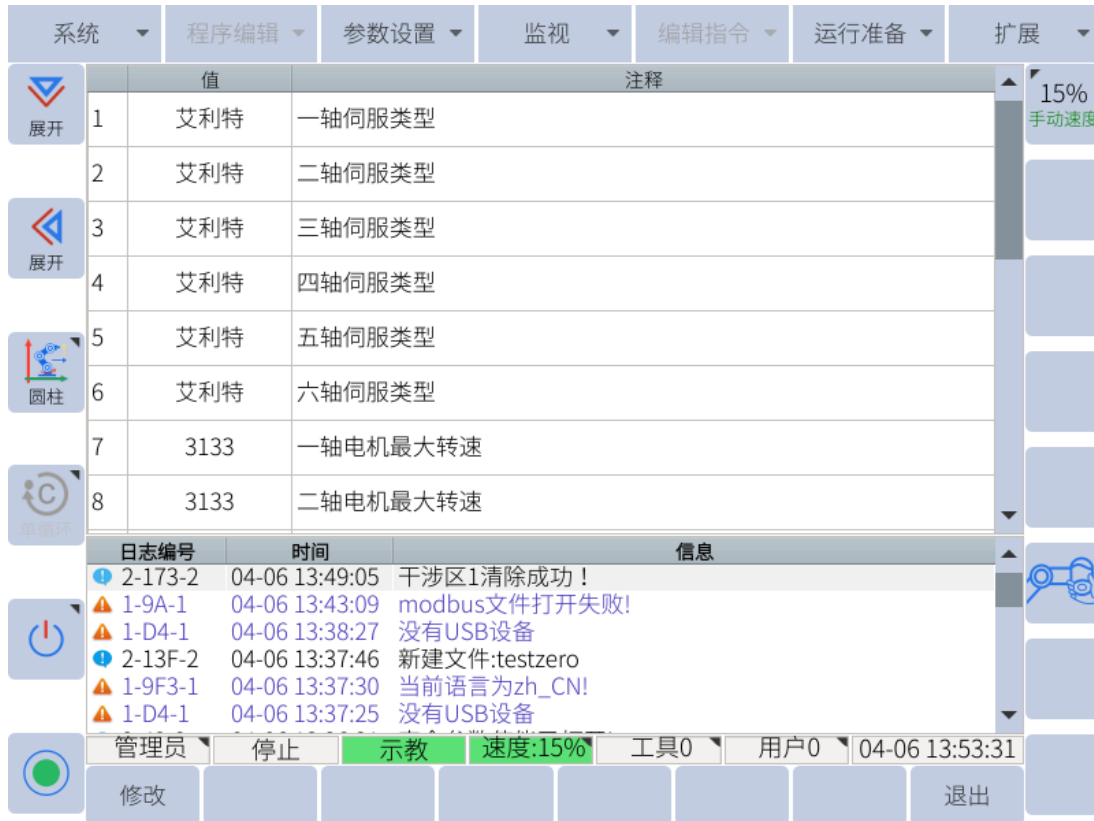 系统 程序编辑 参数设置 监视 编辑指令 运行准备 扩展
值 注释
展开
1 艾利特 一轴伺服类型
15%
手动速度
2 艾利特 二轴伺服类型
展开
3 艾利特 三轴伺服类型
4 艾利特 四轴伺服类型
5 艾利特 五轴伺服类型
圆柱
6 艾利特 六轴伺服类型
7 3133 一轴电机最大转速
C
单循环
8 3133 二轴电机最大转速
日志编号 时间 信息
2-173-2 04-06 13:49:05 干涉区1清除成功！
1-9A-1 04-06 13:43:09 modbus文件打开失败!
1-D4-1 04-06 13:38:27 没有USB设备
2-13F-2 04-06 13:37:46 新建文件:testzero
1-9F3-1 04-06 13:37:30 当前语言为zh_CN!
1-D4-1 04-06 13:37:25 没有USB设备
管理员 停止 示教 速度:15% 工具0 用户0 04-06 13:53:31
修改 退出